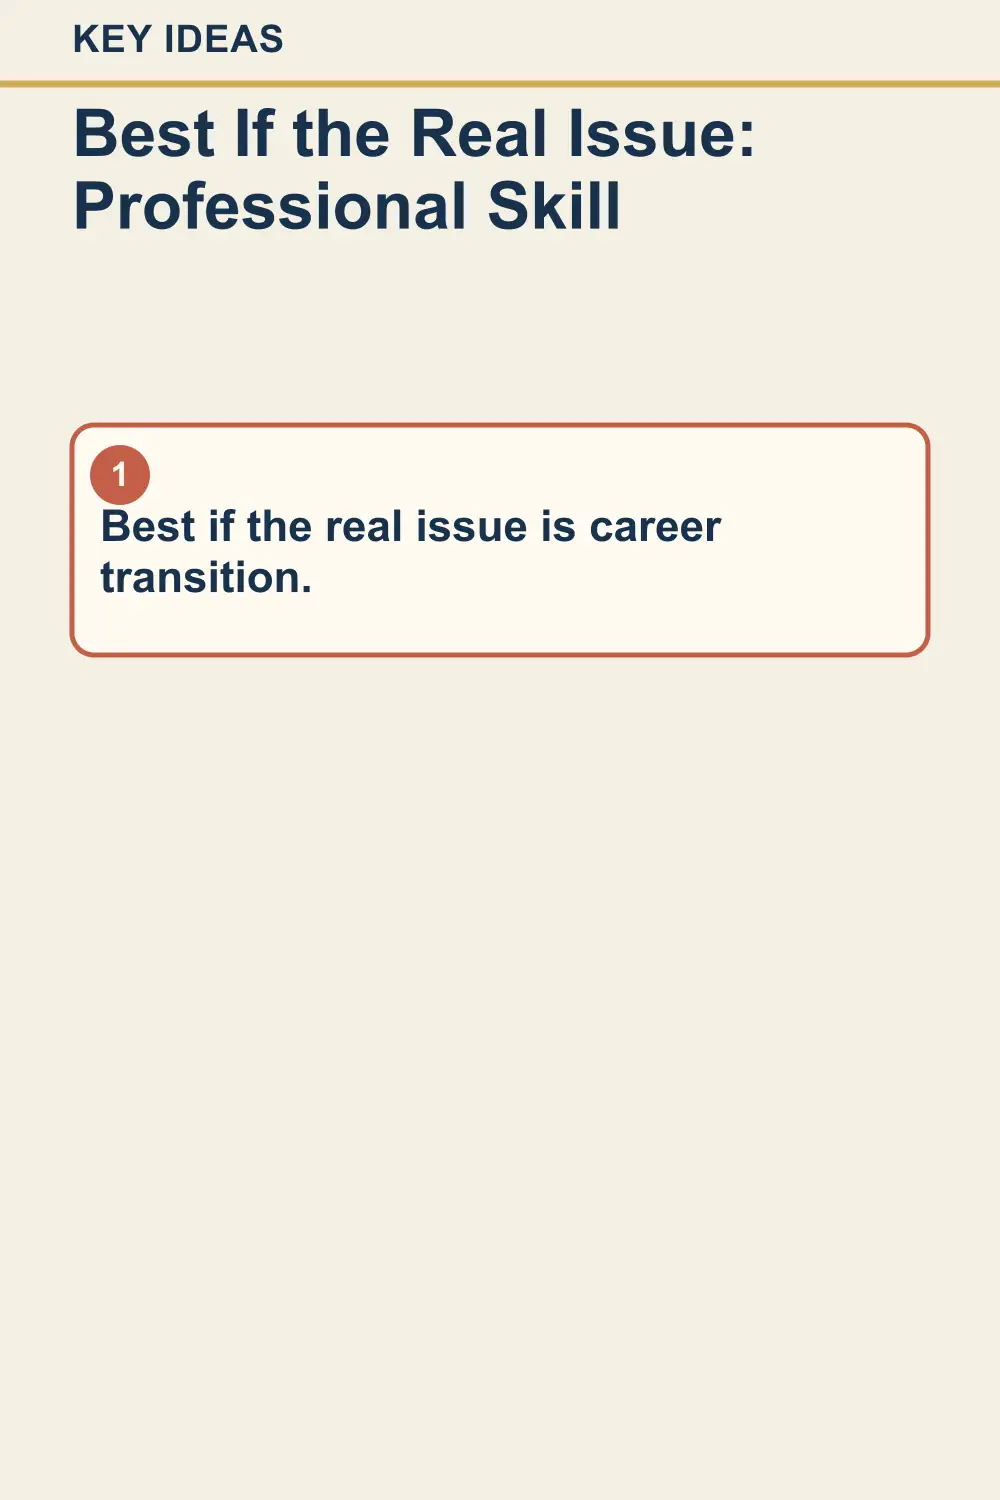 KEY IDEAS
Best If the Real Issue:
Professional Skill
1
Best if the real issue is career
transition.